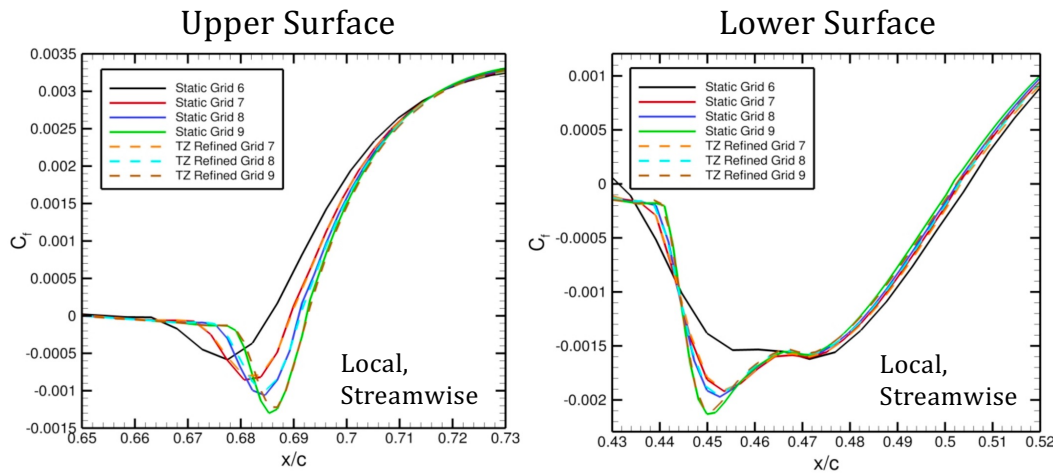 Upper Surface
Lower Surface
0.0035
0.003
0.0025
0.002
0.0015
0.001
0.0005
0
-0.0005
-0.001
-0.0015
Cf
Static Grid 6
Static Grid 7
Static Grid 8
Static Grid 9
TZ Refined Grid 7
TZ Refined Grid 8
TZ Refined Grid 9
Local,
Streamwise
0.65 0.66 0.67 0.68 0.69 0.7 0.71 0.72 0.73
x/c
0.001
0.0005
0
-0.0005
-0.001
-0.0015
-0.002
Cf
Static Grid 6
Static Grid 7
Static Grid 8
Static Grid 9
TZ Refined Grid 7
TZ Refined Grid 8
TZ Refined Grid 9
Local,
Streamwise
0.43 0.44 0.45 0.46 0.47 0.48 0.49 0.5 0.51 0.52
x/c